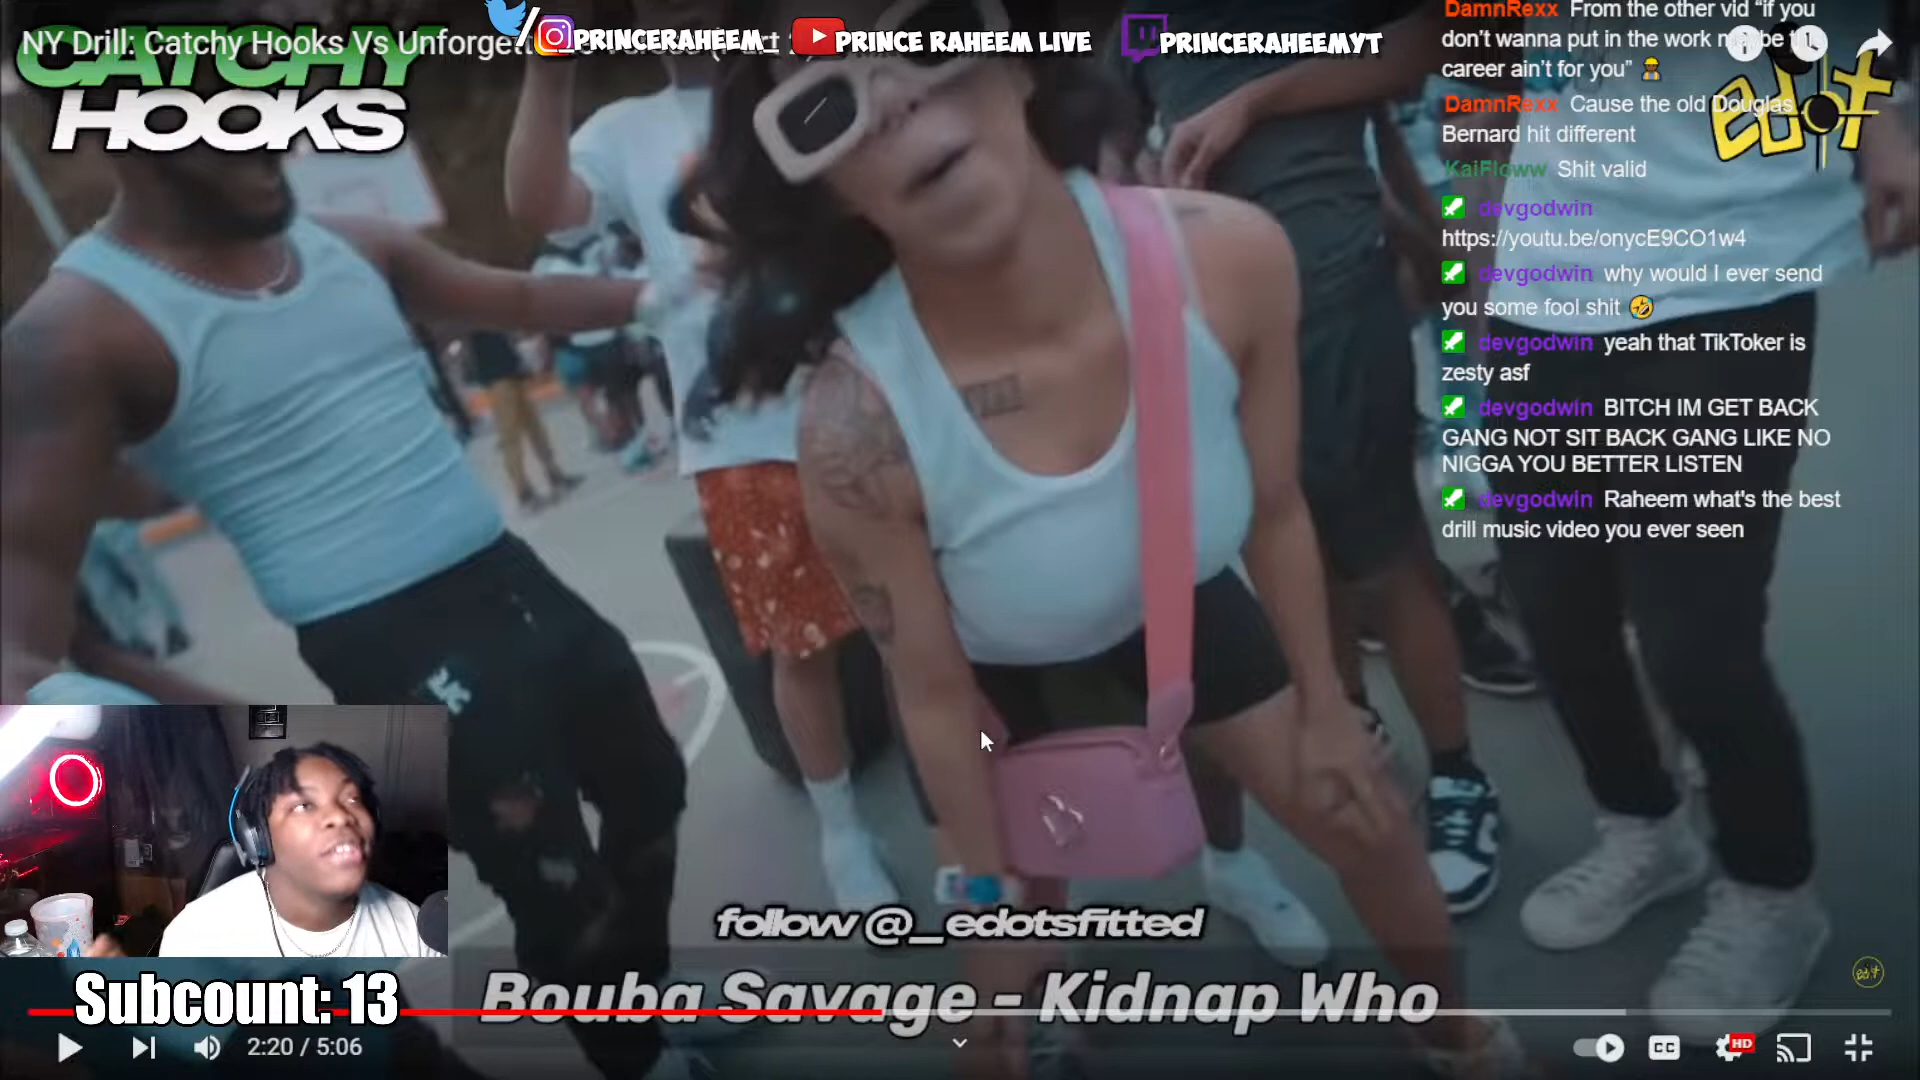 NY Drill: Catchy Hooks Vs Unforget
PRINCERAHEEM
PRINCE RAHEEM LIVE
PRINCERAHEEMYT
CATCHY
HOOKS
edot
DamnRexx From the other vid “if you
don’t wanna put in the work maybe
career ain’t for you”
DamnRexx Cause the old Douglas
Bernard hit different
KaiFloww Shit valid
devgodwin
https://youtu.be/onycE9CO1w4
devgodwin why would I ever send
you some fool shit 🤣
devgodwin yeah that TikToker is
zesty asf
devgodwin BITCH IM GET BACK
GANG NOT SIT BACK GANG LIKE NO
NIGGA YOU BETTER LISTEN
devgodwin Raheem what's the best
drill music video you ever seen
follow @_edotsfitted
Bouba Savage - Kidnap Who
Subcount: 13
2:20 / 5:06
CC
HD